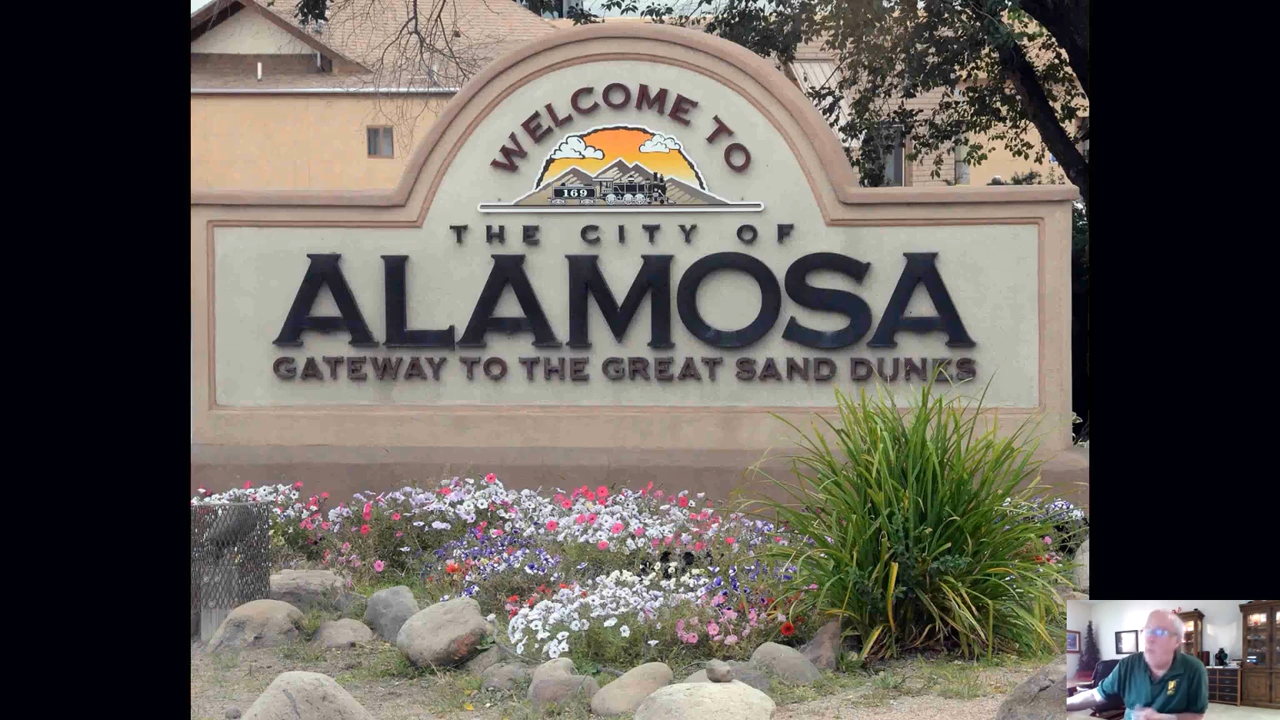 WELCOME TO
169
THE CITY OF
ALAMOSA
GATEWAY TO THE GREAT SAND DUNES